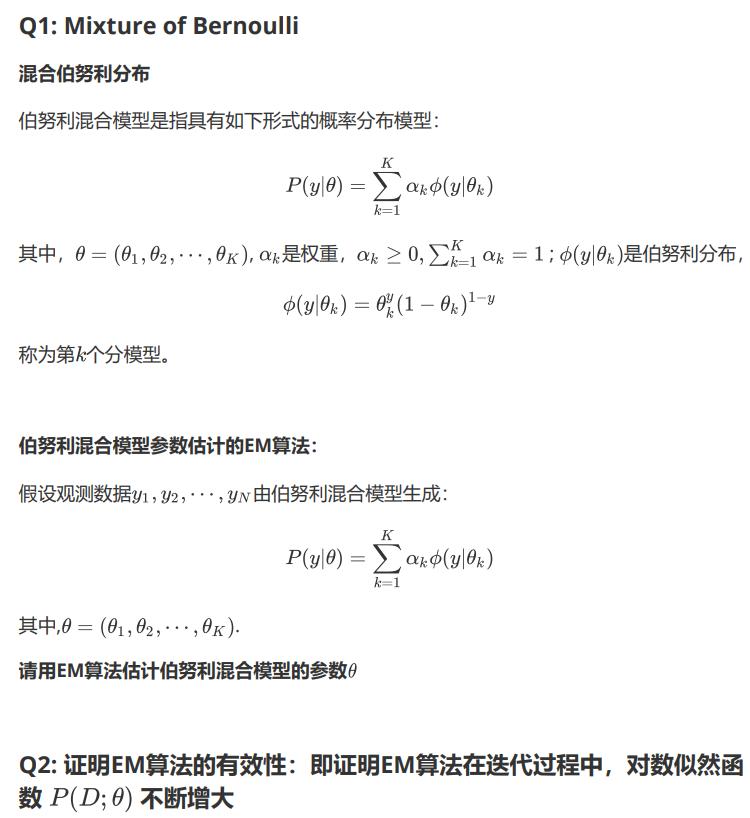 Q1: Mixture of Bernoulli
混合伯努利分布
伯努利混合模型是指具有如下形式的概率分布模型：
$P(y|\theta) = \sum_{k=1}^{K} \alpha_k \phi(y|\theta_k)$
其中，$\theta = (\theta_1, \theta_2, \cdots, \theta_K)$, $\alpha_k$是权重，$\alpha_k \geq 0, \sum_{k=1}^{K} \alpha_k = 1$ ; $\phi(y|\theta_k)$是伯努利分布，
$\phi(y|\theta_k) = \theta_k^y (1 - \theta_k)^{1-y}$
称为第$k$个分模型。
伯努利混合模型参数估计的EM算法：
假设观测数据$y_1, y_2, \cdots, y_N$由伯努利混合模型生成：
$P(y|\theta) = \sum_{k=1}^{K} \alpha_k \phi(y|\theta_k)$
其中,$\theta = (\theta_1, \theta_2, \cdots, \theta_K)$.
请用EM算法估计伯努利混合模型的参数$\theta$
Q2: 证明EM算法的有效性：即证明EM算法在迭代过程中，对数似然函
数 $P(D; \theta)$ 不断增大